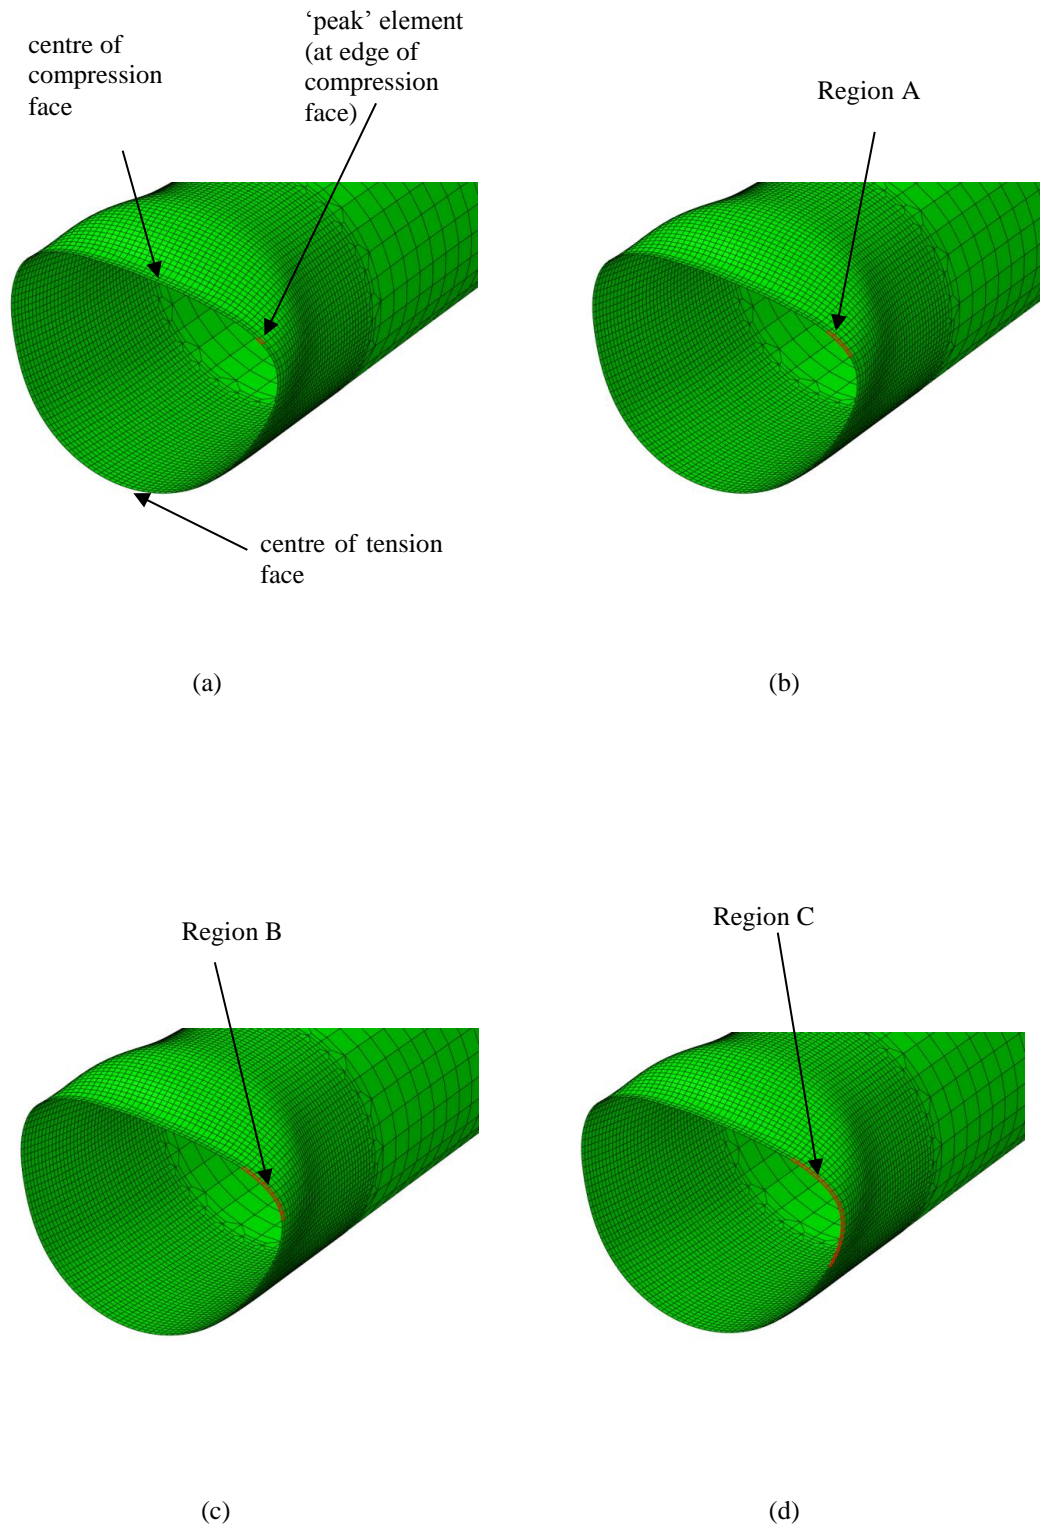 centre of
compression
face
‘peak’ element
(at edge of
compression
face)
centre of tension
face
(a)
Region A
(b)
Region B
(c)
Region C
(d)